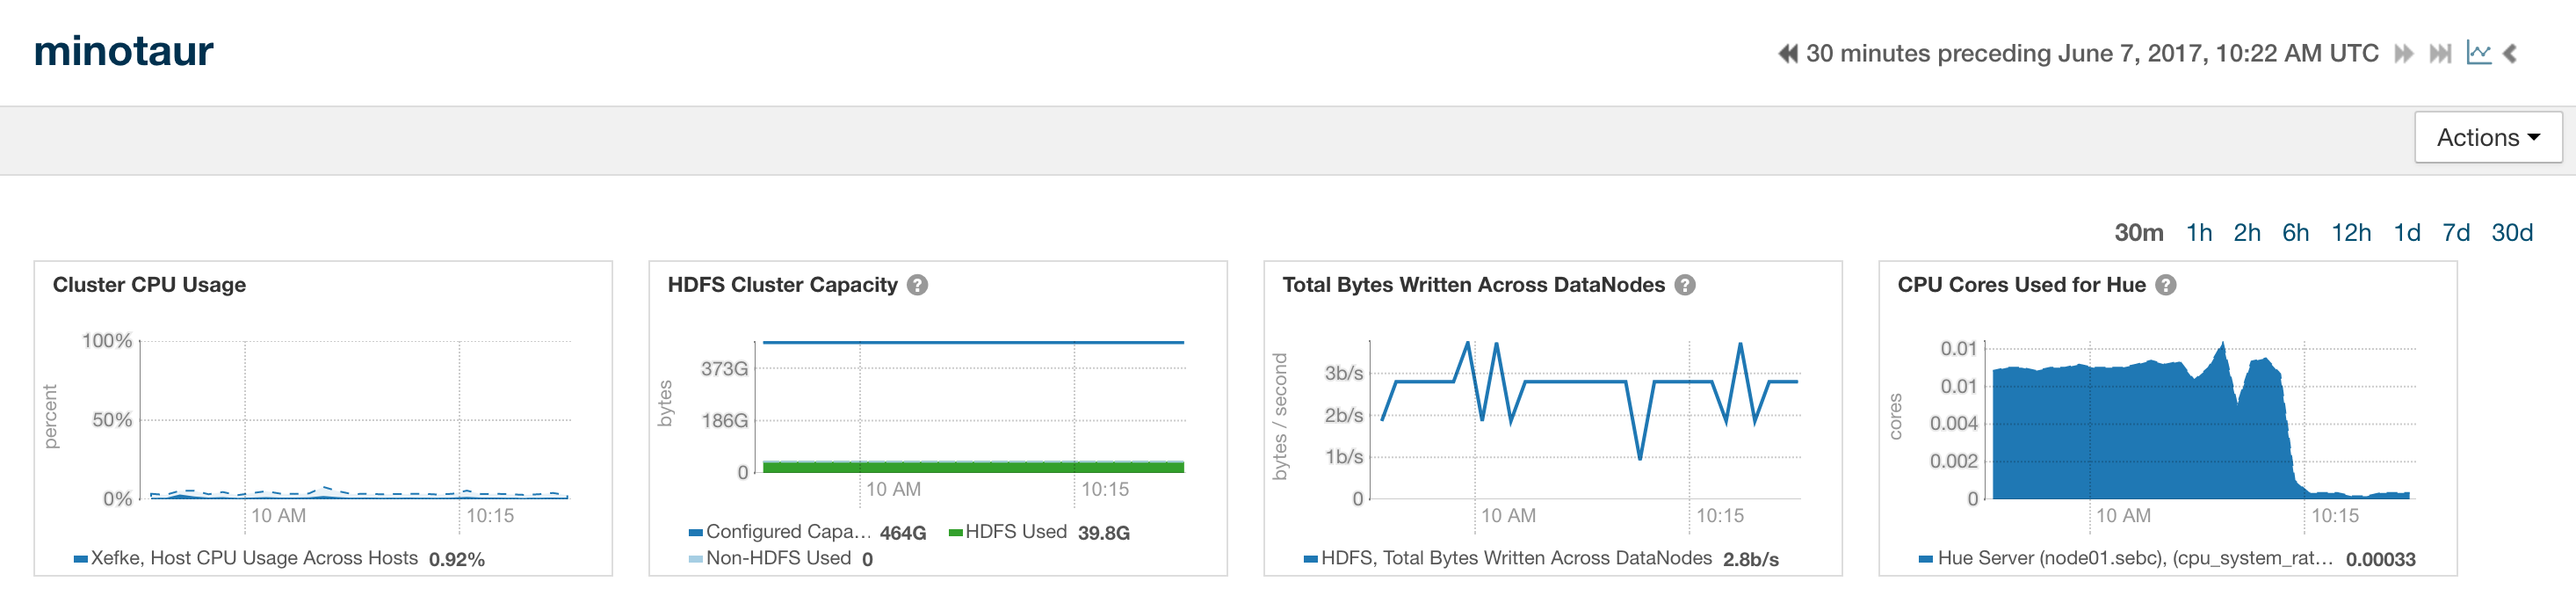 minotaur
30 minutes preceding June 7, 2017, 10:22 AM UTC
Actions
30m 1h 2h 6h 12h 1d 7d 30d
Cluster CPU Usage
percent
100%
50%
0%
10 AM 10:15
Xefke, Host CPU Usage Across Hosts 0.92%
HDFS Cluster Capacity ?
bytes
373G
186G
0
10 AM 10:15
Configured Capa... 464G HDFS Used 39.8G
Non-HDFS Used 0
Total Bytes Written Across DataNodes ?
bytes / second
3b/s
2b/s
1b/s
0
10 AM 10:15
HDFS, Total Bytes Written Across DataNodes 2.8b/s
CPU Cores Used for Hue ?
cores
0.01
0.01
0.004
0.002
0
10 AM 10:15
Hue Server (node01.sebc), (cpu_system_rat... 0.00033